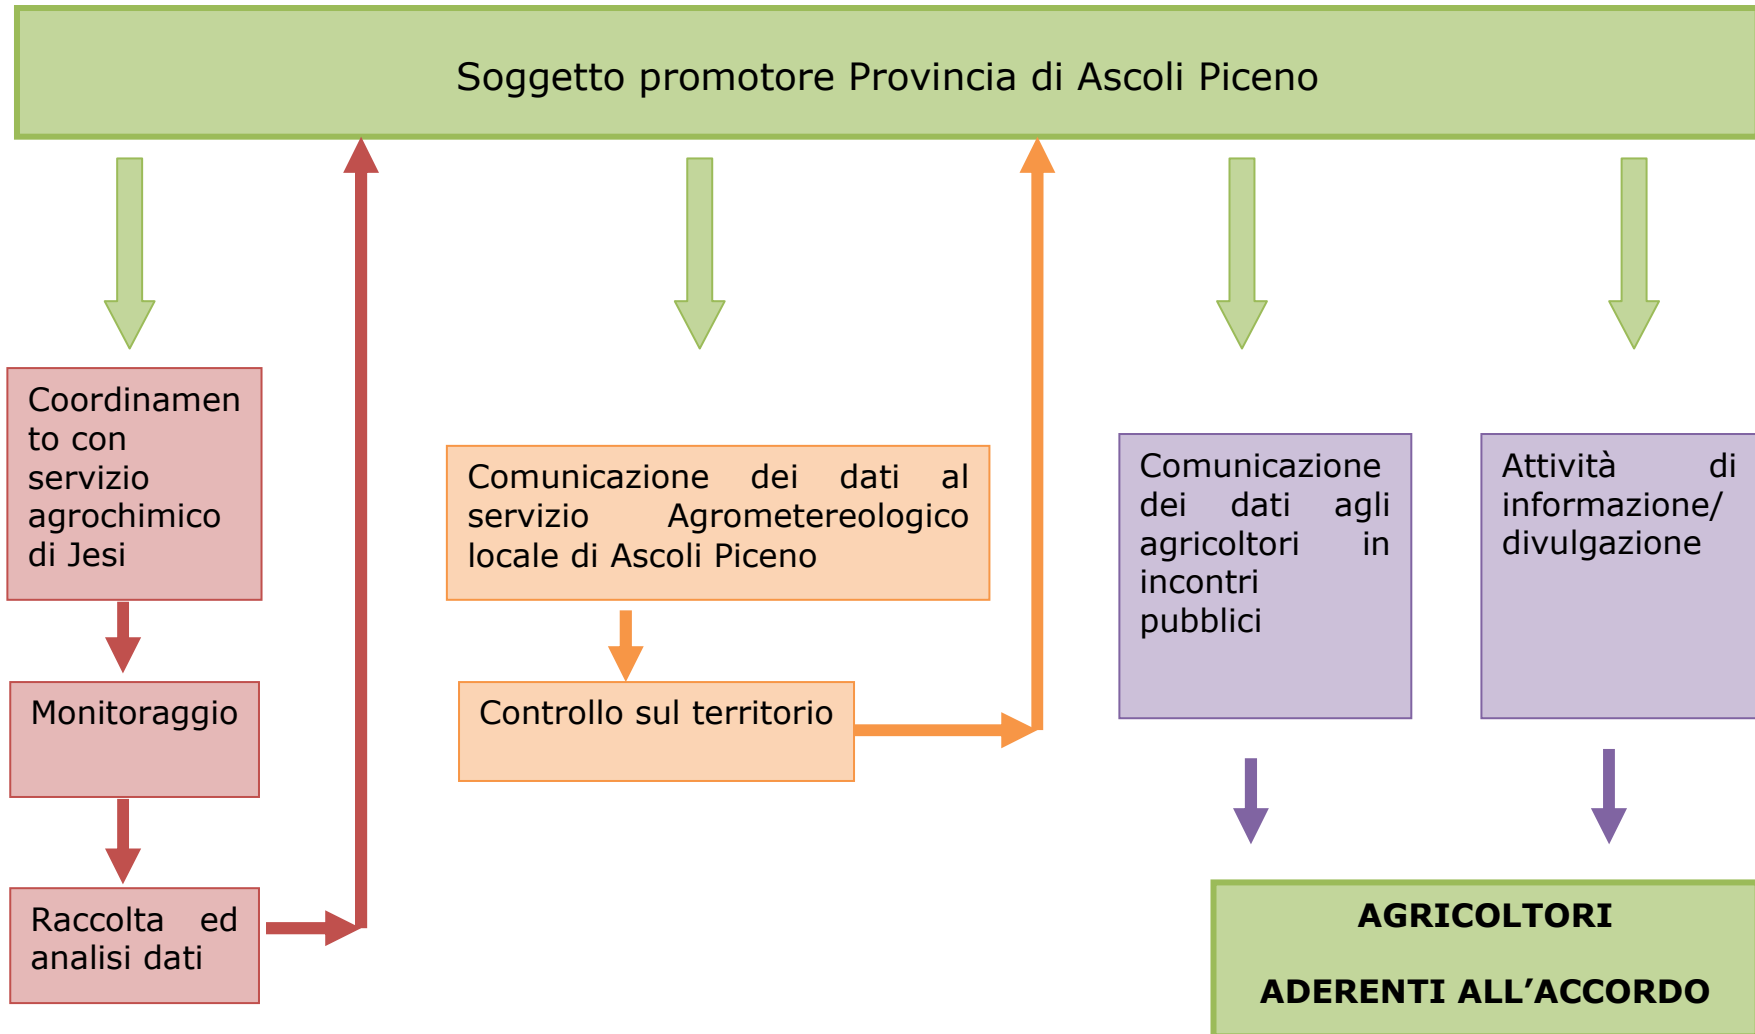 Soggetto promotore Provincia di Ascoli Piceno
Coordinamen
to con
servizio
agrochimico
di Jesi
Monitoraggio
Raccolta ed
analisi dati
Comunicazione dei dati al
servizio Agrometereologico
locale di Ascoli Piceno
Controllo sul territorio
Comunicazione
dei dati agli
agricoltori in
incontri
pubblici
Attività di
informazione/
divulgazione
AGRICOLTORI
ADERENTI ALL’ACCORDO